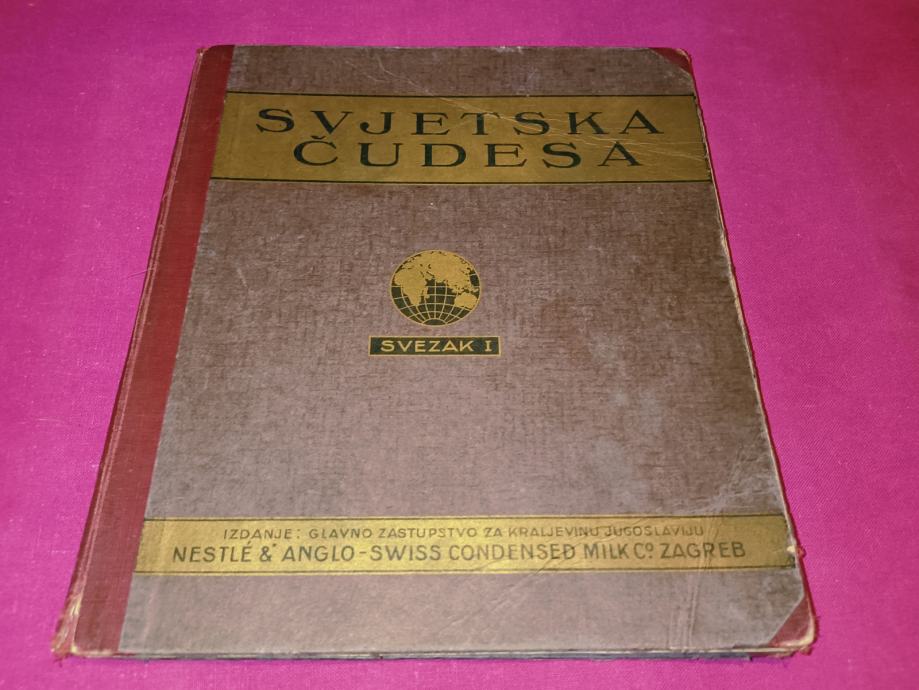 SVJETSKA
ČUDESA
SVEZAK I
IZDANJE: GLAVNO ZASTUPSTVO ZA KRALJEVINU JUGOSLAVIJU
NESTLÉ & ANGLO-SWISS CONDENSED MILK Cº. ZAGREB